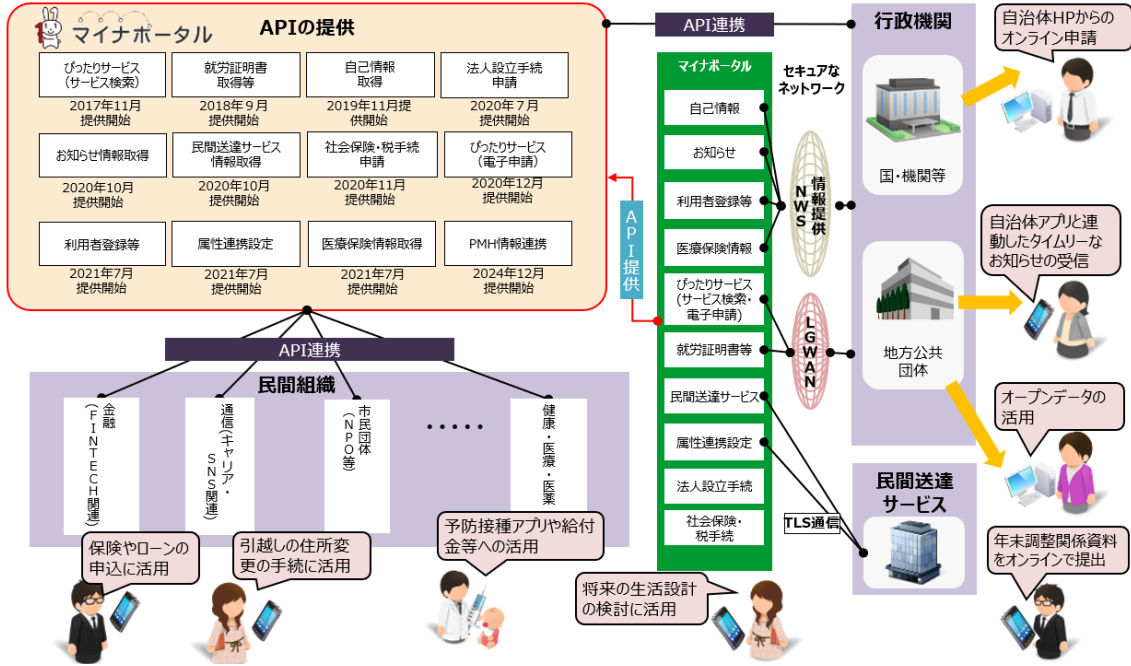 マイナポータル
APIの提供
ぴったりサービス
(サービス検索)
2017年11月
提供開始
就労証明書
取得等
2018年9月
提供開始
自己情報
取得
2019年11月提
供開始
法人設立手続
申請
2020年7月
提供開始
お知らせ情報取得
2020年10月
提供開始
民間送達サービス
情報取得
2020年10月
提供開始
社会保険・税手続
申請
2020年11月
提供開始
ぴったりサービス
(電子申請)
2020年12月
提供開始
利用者登録等
2021年7月
提供開始
属性連携設定
2021年7月
提供開始
医療保険情報取得
2021年7月
提供開始
PMH情報連携
2024年12月
提供開始
API連携
API提供
マイナポータル
自己情報
お知らせ
利用者登録等
医療保険情報
ぴったりサービス
(サービス検索・
電子申請)
就労証明書等
民間送達サービス
属性連携設定
法人設立手続
社会保険・
税手続
セキュアな
ネットワーク
情報提供
NWS
LGWAN
TLS通信
行政機関
国・機関等
地方公共
団体
民間送達
サービス
自治体HPからの
オンライン申請
自治体アプリと連
動したタイムリーな
お知らせの受信
オープンデータの
活用
年末調整関係資料
をオンラインで提出
API連携
民間組織
金融
(FINTECH関連)
通信(キャリア・
SNS関連)
市民団体
(NPO等)
・・・・・
健康・医療・医薬
保険やローンの
申込に活用
引越しの住所変
更の手続に活用
予防接種アプリや給付
金等への活用
将来の生活設計
の検討に活用